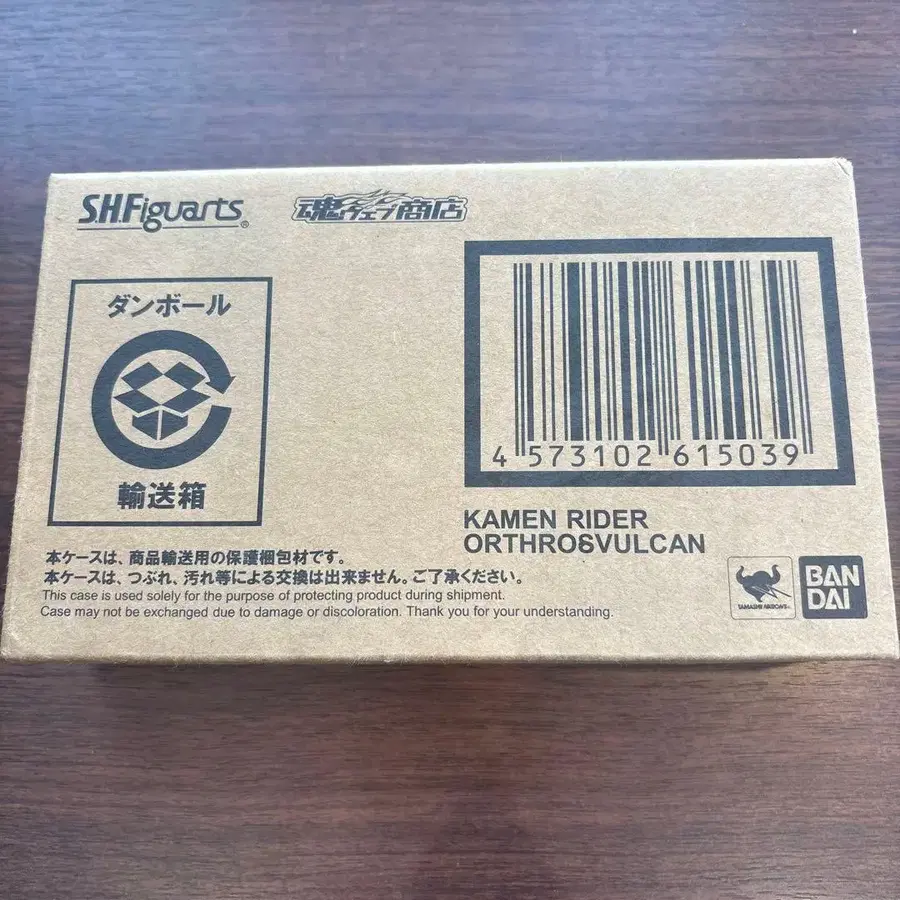 S.H.Figuarts®
魂ウェブ商店
ダンボール
輸送箱
4 573102 615039
KAMEN RIDER
ORTHROSVULCAN
本ケースは、商品輸送用の保護梱包材です。
本ケースは、つぶれ、汚れ等による交換は出来ません。ご了承ください。
This case is used solely for the purpose of protecting product during shipment.
Case may not be exchanged due to damage or discoloration. Thank you for your understanding.
TAMASHII NATIONS
BAN
DAI